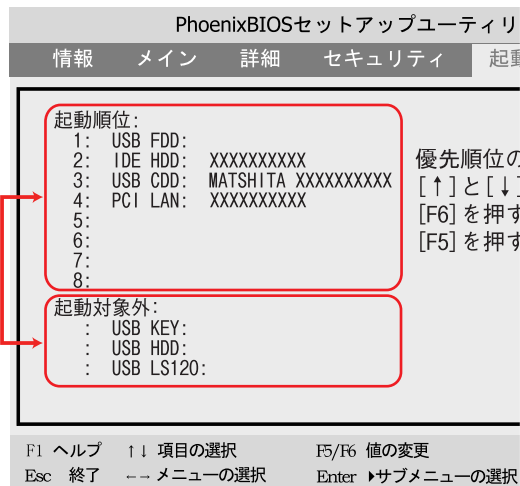 PhoenixBIOSセットアップユーティリ
情報 メイン 詳細 セキュリティ 起動
起動順位:
1: USB FDD:
2: IDE HDD: XXXXXXXXXX
3: USB CDD: MATSHITA XXXXXXXXXX
4: PCI LAN: XXXXXXXXXX
5:
6:
7:
8:
優先順位の
[↑]と[↓]
[F6]を押す
[F5]を押す
起動対象外:
: USB KEY:
: USB HDD:
: USB LS120:
F1 ヘルプ ↑↓ 項目の選択 F5/F6 値の変更
Esc 終了 ←→ メニューの選択 Enter ▶サブメニューの選択